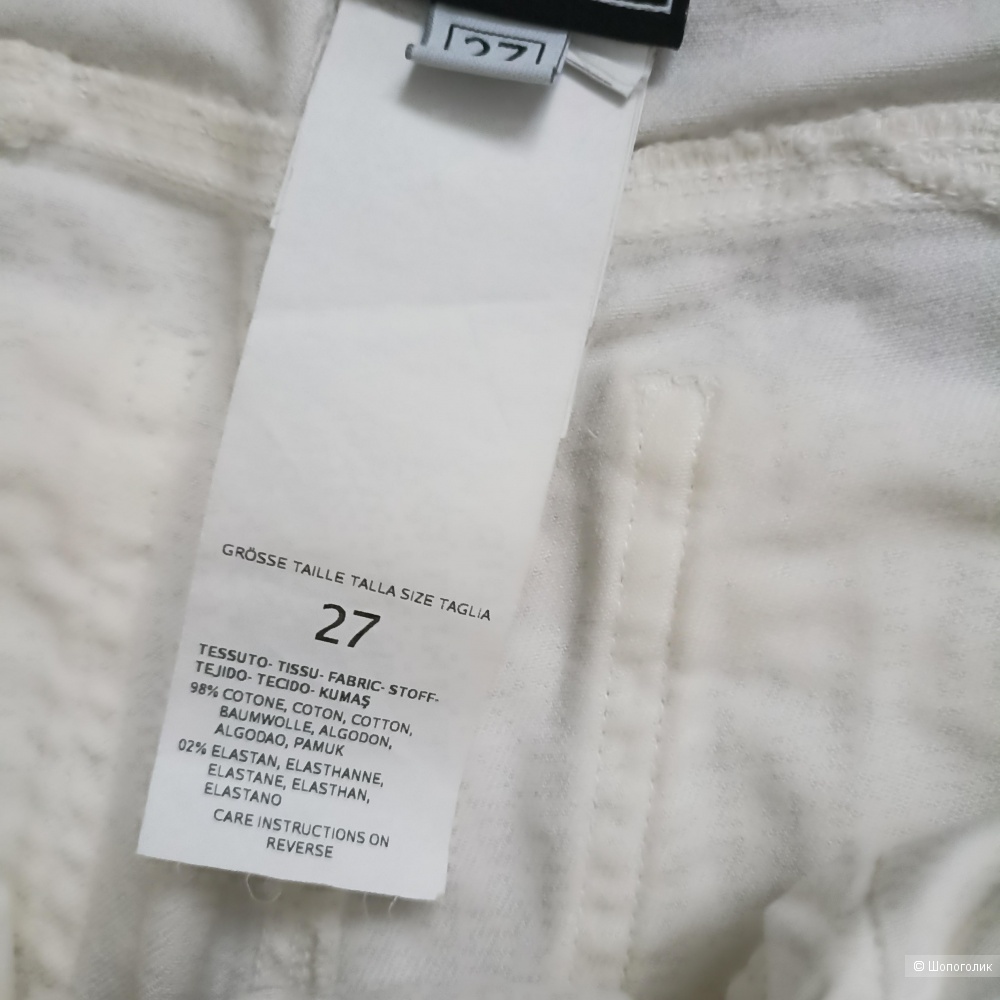 27
GRÖSSE TAILLE TALLA SIZE TAGLIA
27
TESSUTO- TISSU- FABRIC- STOFF-
TEJIDO- TECIDO- KUMAŞ
98% COTONE, COTON, COTTON,
BAUMWOLLE, ALGODON,
ALGODAO, PAMUK
02% ELASTAN, ELASTHANNE,
ELASTANE, ELASTHAN,
ELASTANO
CARE INSTRUCTIONS ON
REVERSE
© Шопоголик